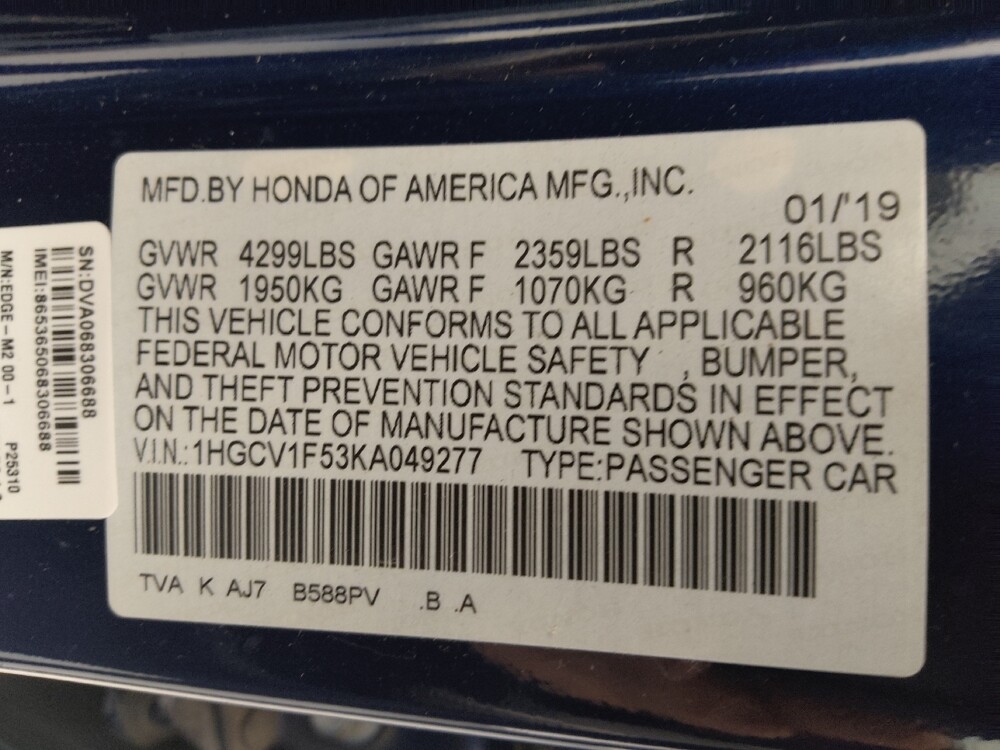 MFD.BY HONDA OF AMERICA MFG.,INC.
01/'19
GVWR 4299LBS GAWR F 2359LBS R 2116LBS
GVWR 1950KG GAWR F 1070KG R 960KG
THIS VEHICLE CONFORMS TO ALL APPLICABLE
FEDERAL MOTOR VEHICLE SAFETY , BUMPER,
AND THEFT PREVENTION STANDARDS IN EFFECT
ON THE DATE OF MANUFACTURE SHOWN ABOVE.
V.I.N.:1HGCV1F53KA049277 TYPE:PASSENGER CAR
TVA K AJ7 B588PV .B .A
SN:DVA068306688
IMEI:865365068306688
M/N:EDGE-M2 00-1 P25310